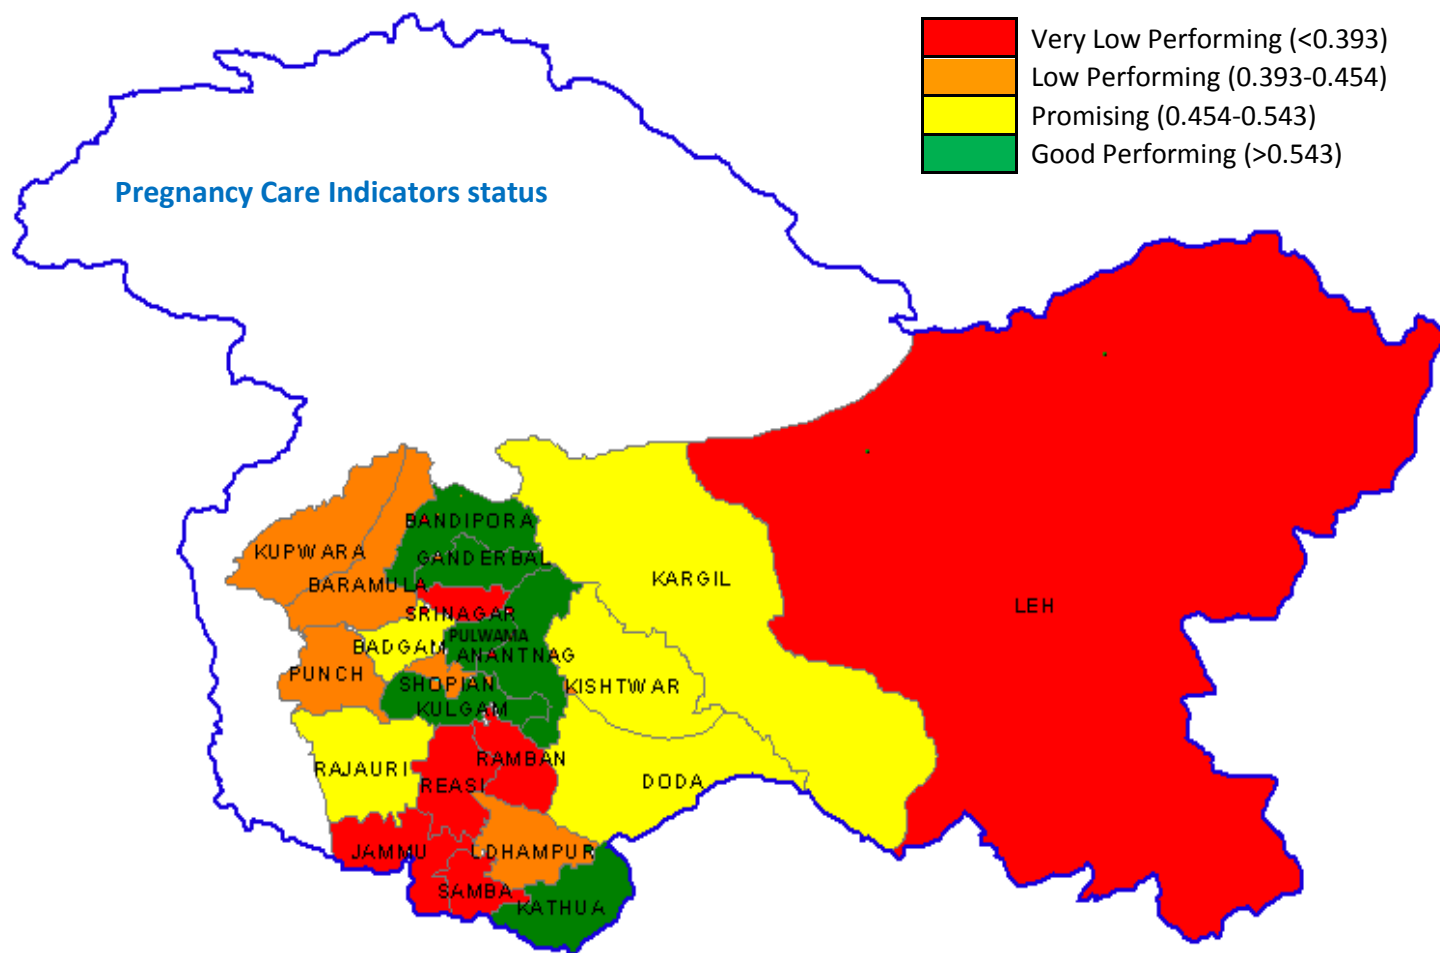 Very Low Performing (<0.393)
Low Performing (0.393-0.454)
Promising (0.454-0.543)
Good Performing (>0.543)
Pregnancy Care Indicators status
BANDIPORA
KUPWARA
GANDERBAL
BARAMULA
KARGIL
SRINAGAR
LEH
PULWAMA
BADGAM
ANANTNAG
PUNCH
SHOPIAN
KISHTWAR
KULGAM
RAMBAN
RAJAURI
REASI
DODA
JAMMU
UDHAMPUR
SAMBA
KATHUA